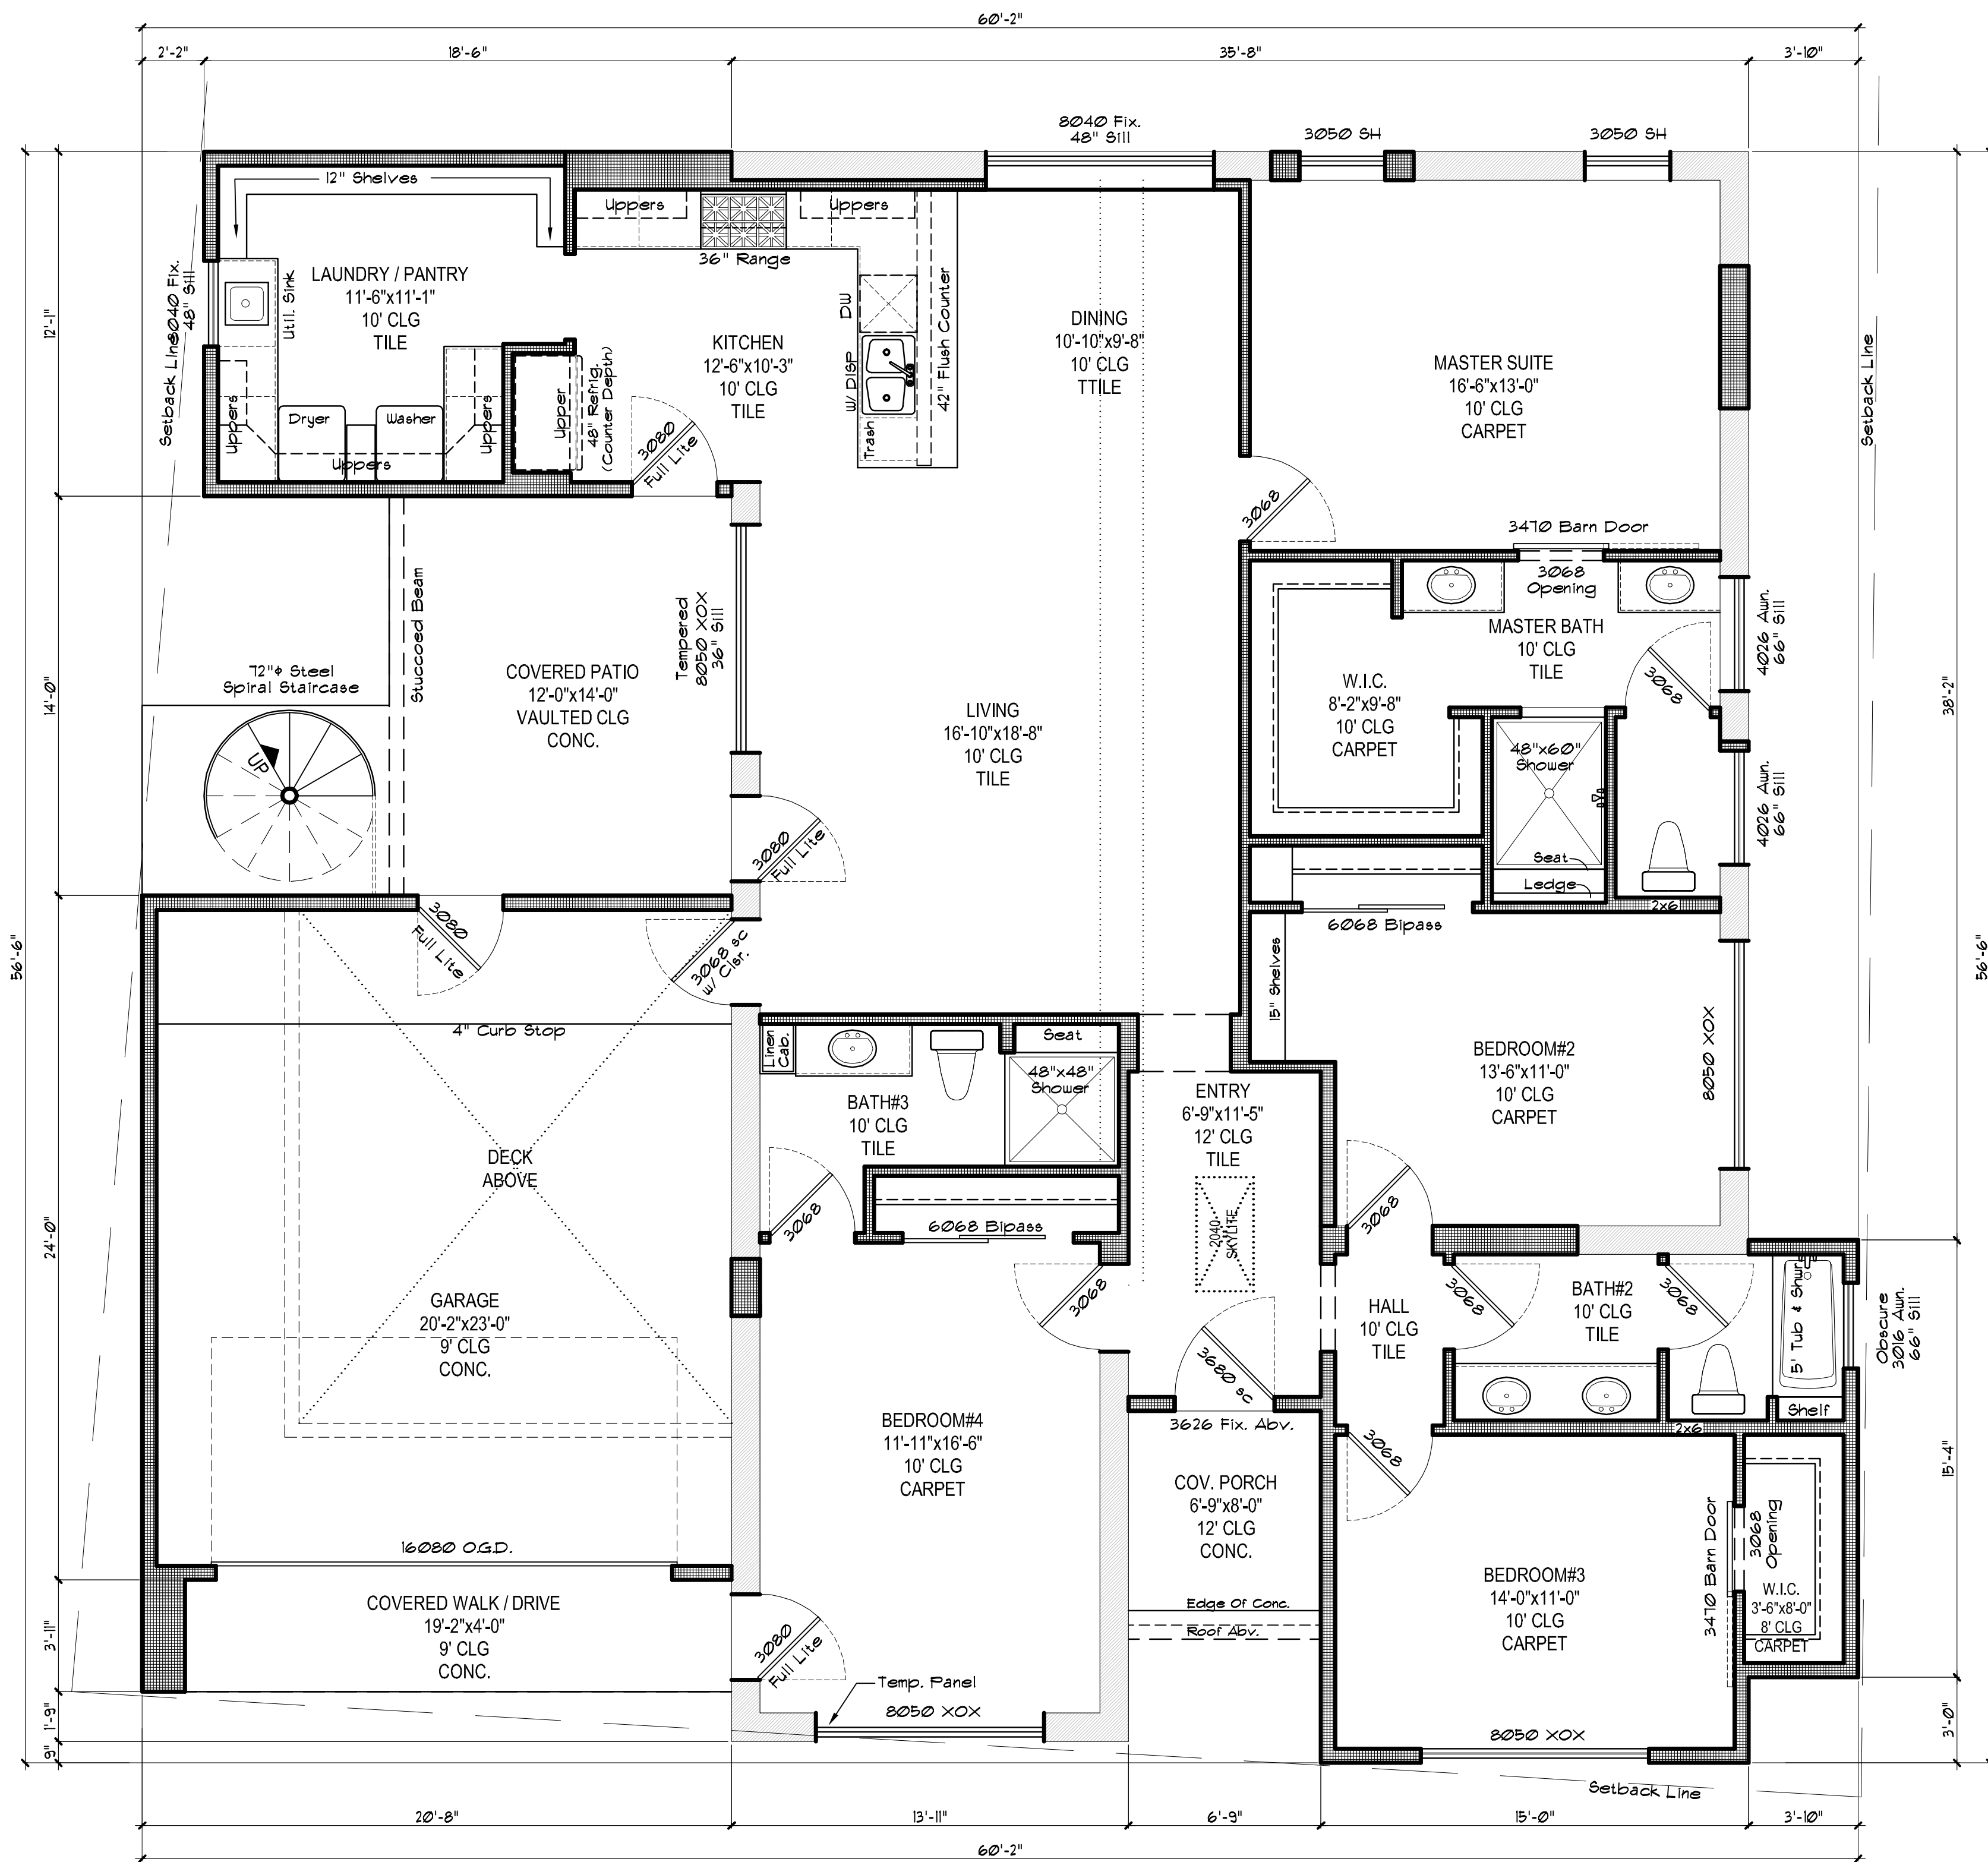 60'-2"
2'-2"
18'-6"
35'-8"
3'-10"
8040 Fix.
48" Sill
3050 SH
3050 SH
12" Shelves
Uppers
Uppers
36" Range
LAUNDRY / PANTRY
11'-6"x11'-1"
10' CLG
TILE
Util. Sink
8040 Fix.
48" Sill
Setback Line
Uppers
Dryer
Washer
Uppers
Uppers
Upper
48" Refrig.
(Counter Depth)
KITCHEN
12'-6"x10'-3"
10' CLG
TILE
DW
w/ DISP
Trash
42" Flush Counter
3080
Full Lite
DINING
10'-10"x9'-8"
10' CLG
TTILE
MASTER SUITE
16'-6"x13'-0"
10' CLG
CARPET
Setback Line
3068
3470 Barn Door
3068
Opening
MASTER BATH
10' CLG
TILE
3068
4026 Awn.
66" Sill
4026 Awn.
66" Sill
W.I.C.
8'-2"x9'-8"
10' CLG
CARPET
48"x60"
Shower
Seat
Ledge
2x6
12'-1"
14'-0"
24'-0"
3'-11"
1'-9"
9"
56'-6"
38'-2"
56'-6"
15'-4"
3'-0"
Stuccoed Beam
72"ɸ Steel
Spiral Staircase
UP
COVERED PATIO
12'-0"x14'-0"
VAULTED CLG
CONC.
Tempered
8050 XOX
36" Sill
LIVING
16'-10"x18'-8"
10' CLG
TILE
3080
Full Lite
3080
Full Lite
3068 sc
w/ Clsr.
4" Curb Stop
DECK
ABOVE
GARAGE
20'-2"x23'-0"
9' CLG
CONC.
16080 O.G.D.
COVERED WALK / DRIVE
19'-2"x4'-0"
9' CLG
CONC.
6068 Bipass
15" Shelves
BEDROOM#2
13'-6"x11'-0"
10' CLG
CARPET
8050 XOX
3068
Linen
Cab.
Seat
48"x48"
Shower
BATH#3
10' CLG
TILE
3068
6068 Bipass
ENTRY
6'-9"x11'-5"
12' CLG
TILE
2040
SKYLITE
3068
3680 sc
3626 Fix. Abv.
HALL
10' CLG
TILE
3068
BATH#2
10' CLG
TILE
3068
5' Tub & Shwr.
Shelf
Obscure
3016 Awn.
66" Sill
2x6
BEDROOM#4
11'-11"x16'-6"
10' CLG
CARPET
3080
Full Lite
Temp. Panel
8050 XOX
COV. PORCH
6'-9"x8'-0"
12' CLG
CONC.
Edge Of Conc.
Roof Abv.
3068
BEDROOM#3
14'-0"x11'-0"
10' CLG
CARPET
3470 Barn Door
3068
Opening
W.I.C.
3'-6"x8'-0"
8' CLG
CARPET
8050 XOX
Setback Line
20'-8"
13'-11"
6'-9"
15'-0"
3'-10"
60'-2"